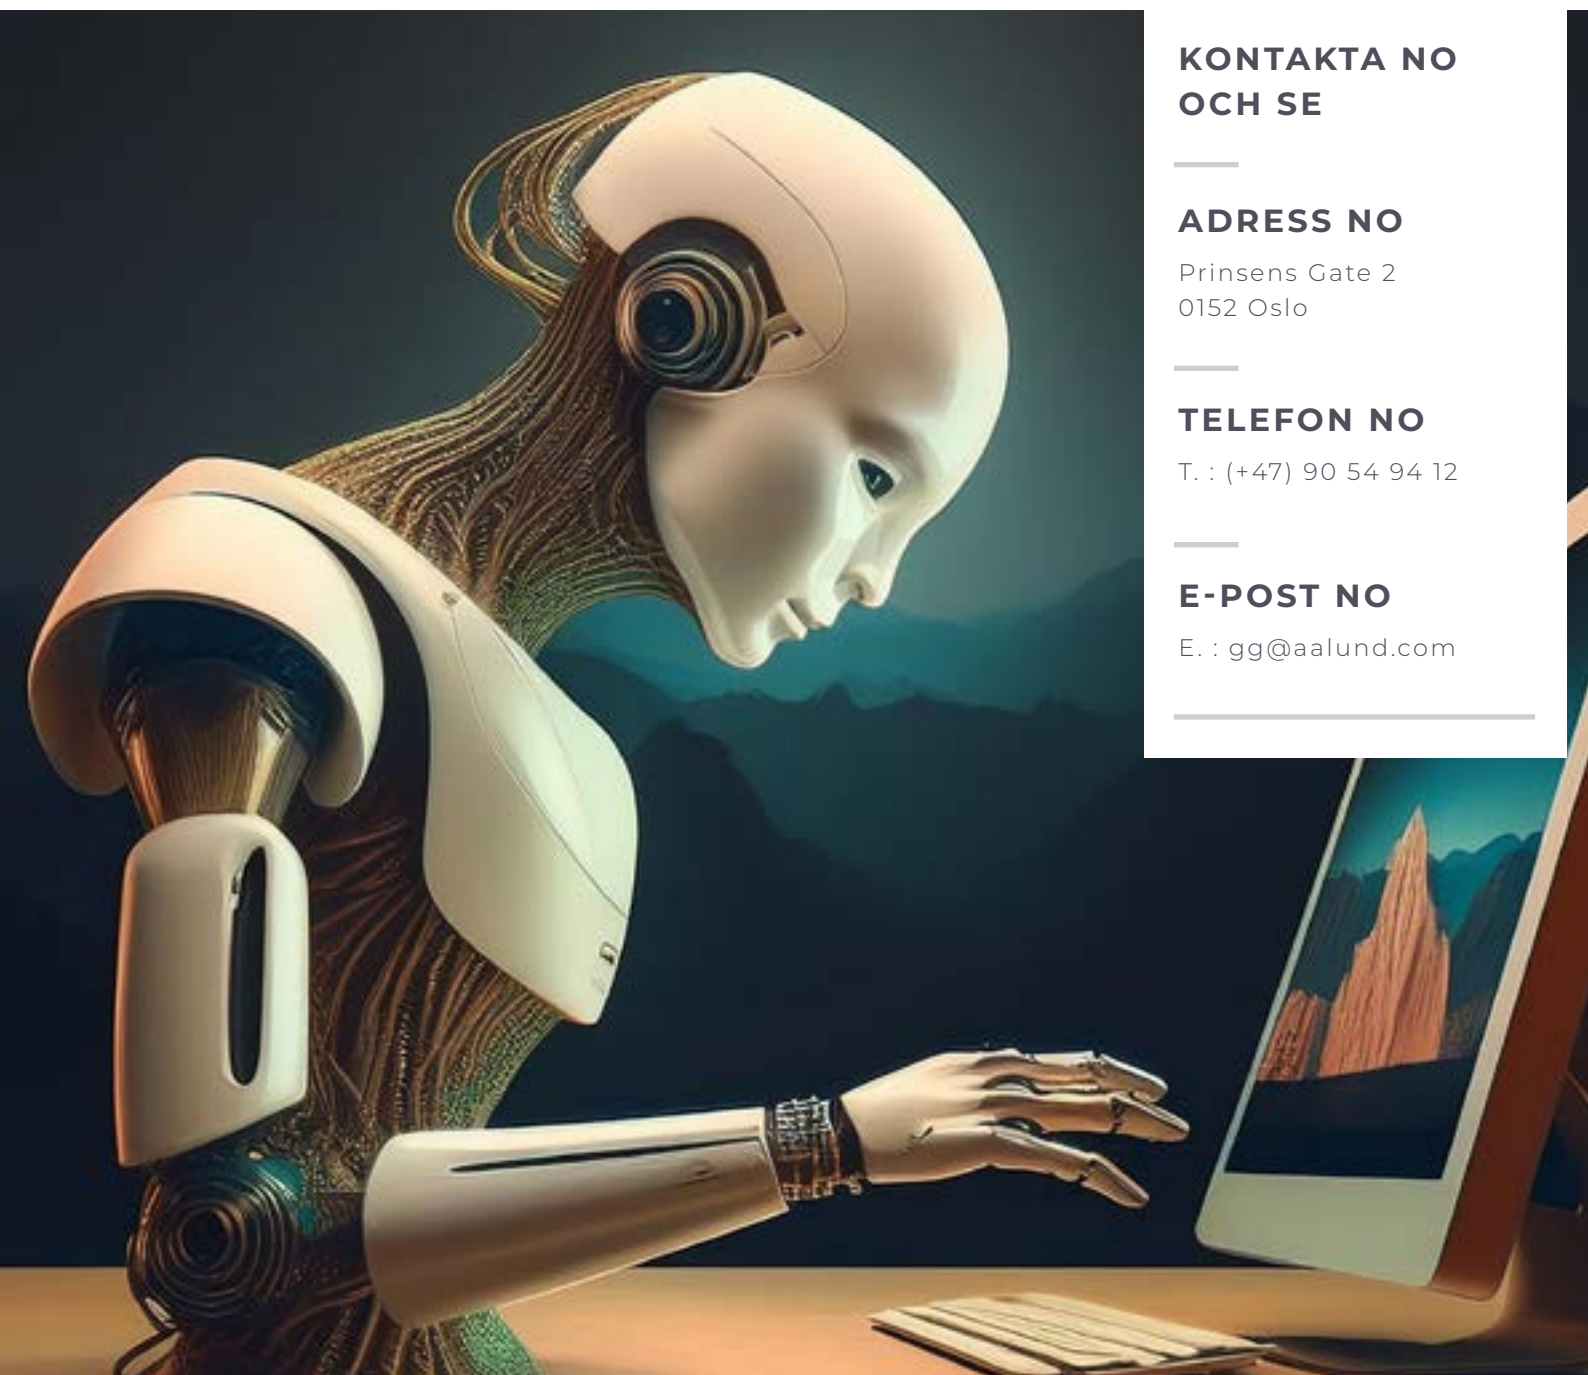 KONTAKTA NO
OCH SE
ADRESS NO
Prinsens Gate 2
0152 Oslo
TELEFON NO
T. : (+47) 90 54 94 12
E-POST NO
E. : gg@aalund.com